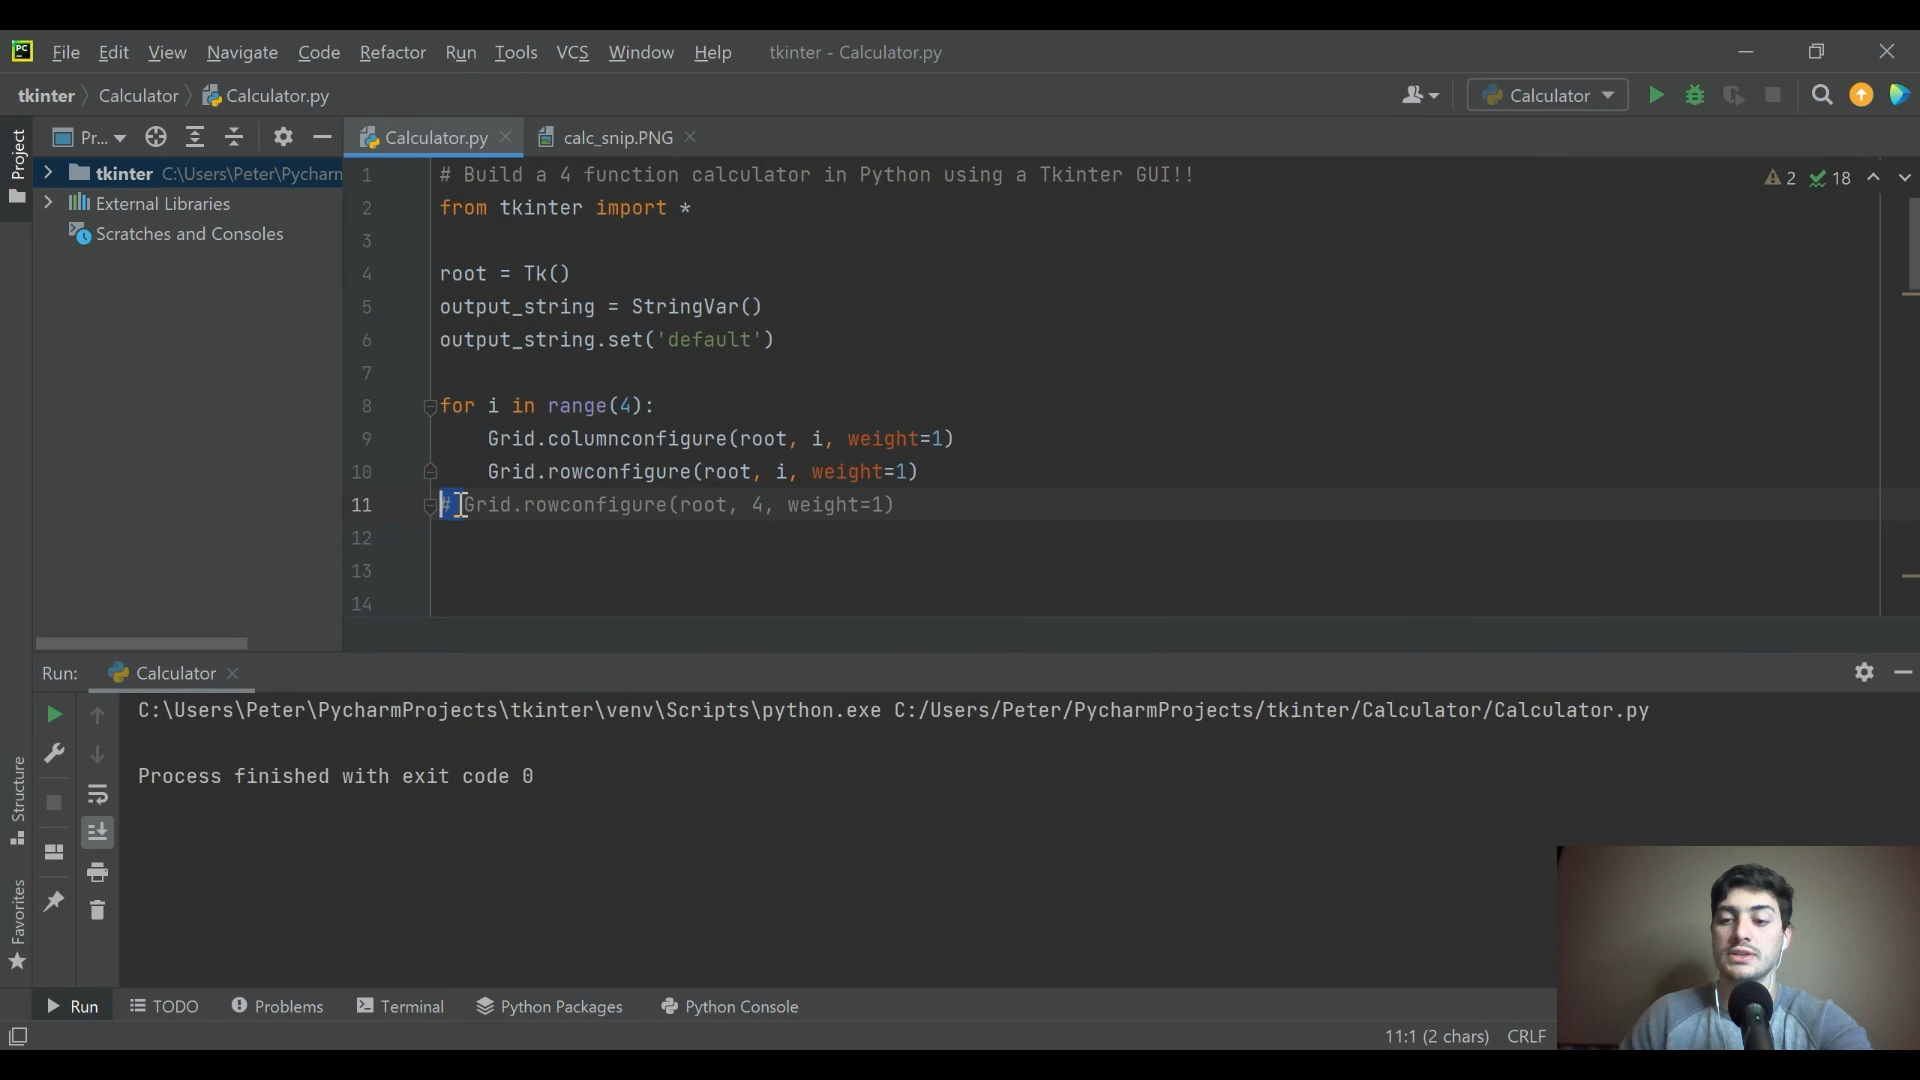 PC File Edit View Navigate Code Refactor Run Tools VCS Window Help tkinter - Calculator.py
tkinter Calculator Calculator.py Calculator
Project
Pr... Calculator.py calc_snip.PNG
tkinter C:\Users\Peter\Pycharm
External Libraries
Scratches and Consoles
1 # Build a 4 function calculator in Python using a Tkinter GUI!!
2 from tkinter import *
3
4 root = Tk()
5 output_string = StringVar()
6 output_string.set('default')
7
8 for i in range(4):
9 Grid.columnconfigure(root, i, weight=1)
10 Grid.rowconfigure(root, i, weight=1)
11 # Grid.rowconfigure(root, 4, weight=1)
12
13
14
2 18
Run: Calculator
C:\Users\Peter\PycharmProjects\tkinter\venv\Scripts\python.exe C:/Users/Peter/PycharmProjects/tkinter/Calculator/Calculator.py
Process finished with exit code 0
Structure
Favorites
Run TODO Problems Terminal Python Packages Python Console
11:1 (2 chars) CRLF